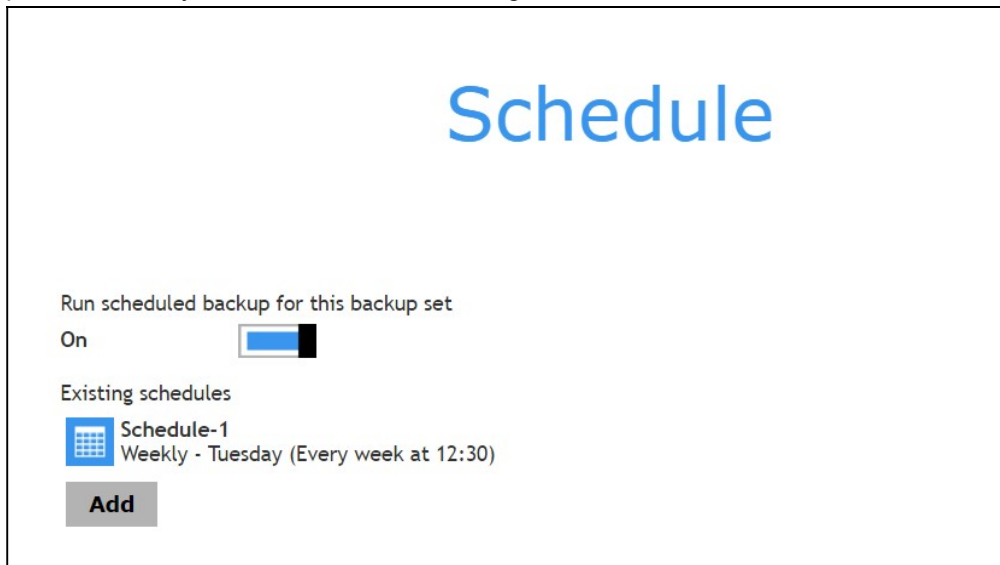 Schedule
Run scheduled backup for this backup set
On
Existing schedules
Schedule-1
Weekly - Tuesday (Every week at 12:30)
Add